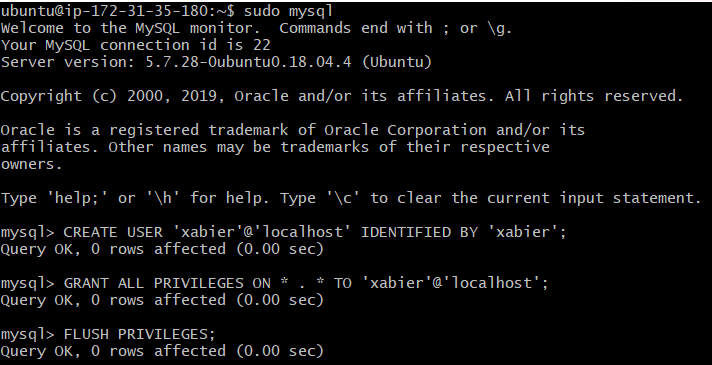 ubuntu@ip-172-31-35-180:~$ sudo mysql
Welcome to the MySQL monitor.  Commands end with ; or \g.
Your MySQL connection id is 22
Server version: 5.7.28-0ubuntu0.18.04.4 (Ubuntu)
Copyright (c) 2000, 2019, Oracle and/or its affiliates. All rights reserved.
Oracle is a registered trademark of Oracle Corporation and/or its
affiliates. Other names may be trademarks of their respective
owners.
Type 'help;' or '\h' for help. Type '\c' to clear the current input statement.
mysql> CREATE USER 'xabier'@'localhost' IDENTIFIED BY 'xabier';
Query OK, 0 rows affected (0.00 sec)
mysql> GRANT ALL PRIVILEGES ON * . * TO 'xabier'@'localhost';
Query OK, 0 rows affected (0.00 sec)
mysql> FLUSH PRIVILEGES;
Query OK, 0 rows affected (0.00 sec)